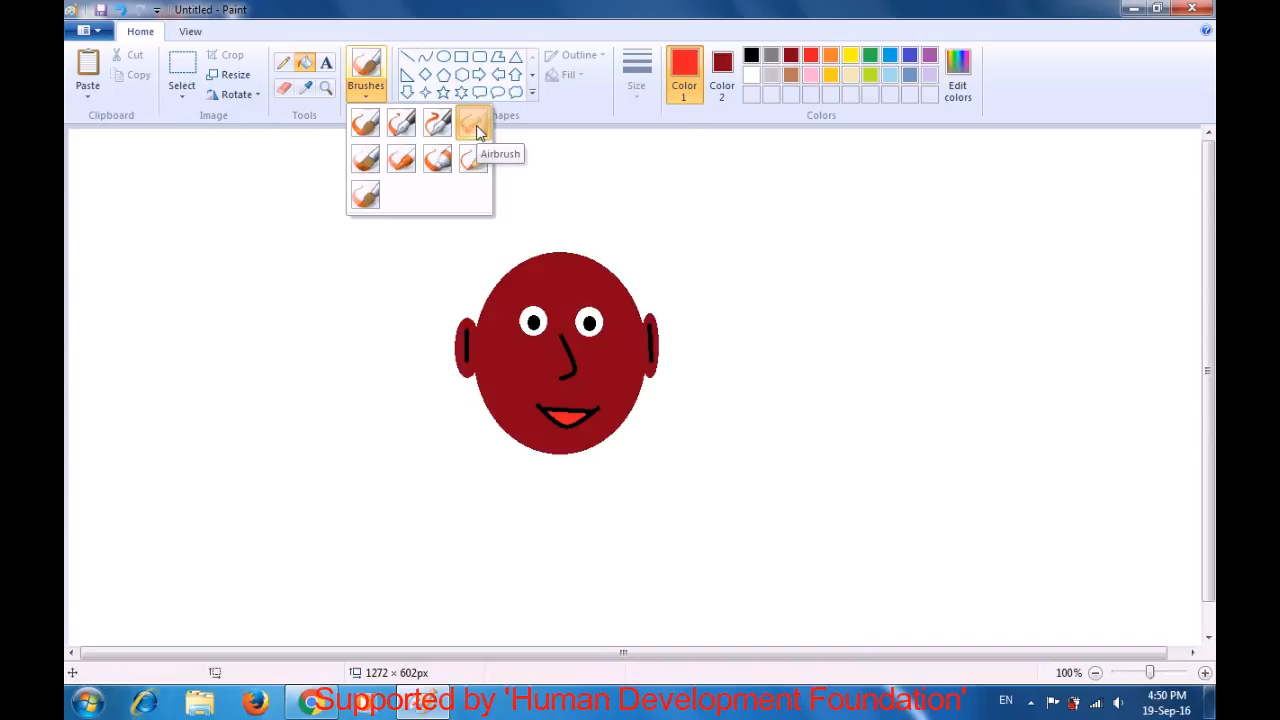 Untitled - Paint
Home
View
Paste
Cut
Copy
Clipboard
Select
Crop
Resize
Rotate
Image
Tools
Brushes
Airbrush
Outline
Fill
Size
Color 1
Color 2
Edit colors
Colors
1272 × 602px
100%
EN
4:50 PM
19-Sep-16
Supported by 'Human Development Foundation'